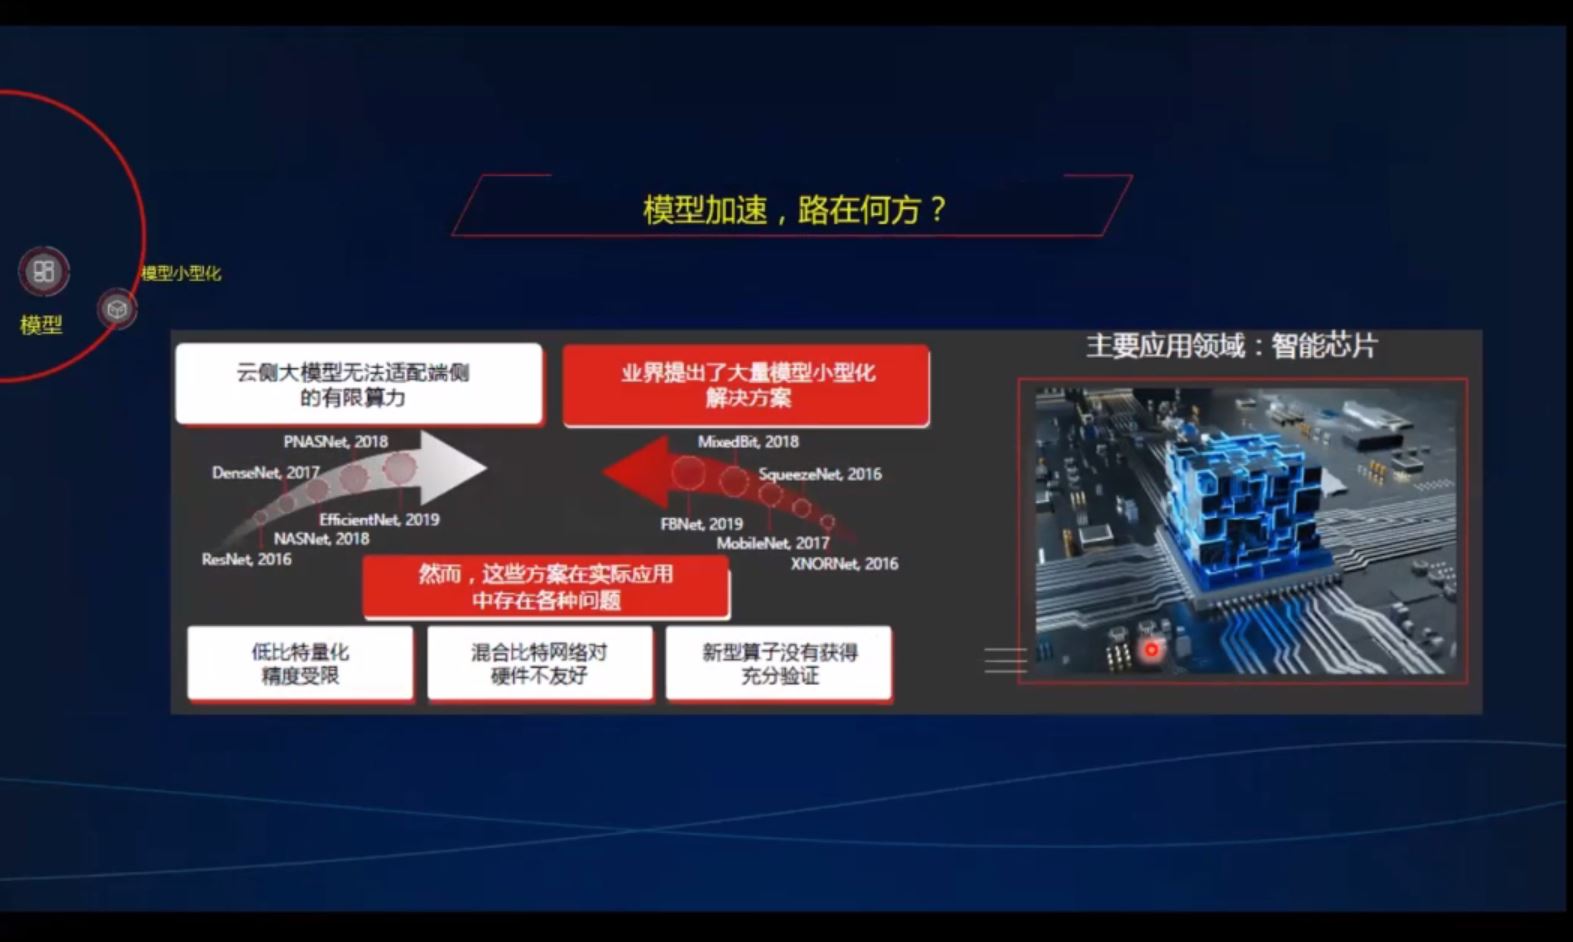 模型加速，路在何方？
模型小型化
模型
主要应用领域：智能芯片
云侧大模型无法适配端侧
的有限算力
业界提出了大量模型小型化
解决方案
PNASNet, 2018
DenseNet, 2017
EfficientNet, 2019
NASNet, 2018
ResNet, 2016
MixedBit, 2018
SqueezeNet, 2016
FBNet, 2019
MobileNet, 2017
XNORNet, 2016
然而，这些方案在实际应用
中存在各种问题
低比特量化
精度受限
混合比特网络对
硬件不友好
新型算子没有获得
充分验证